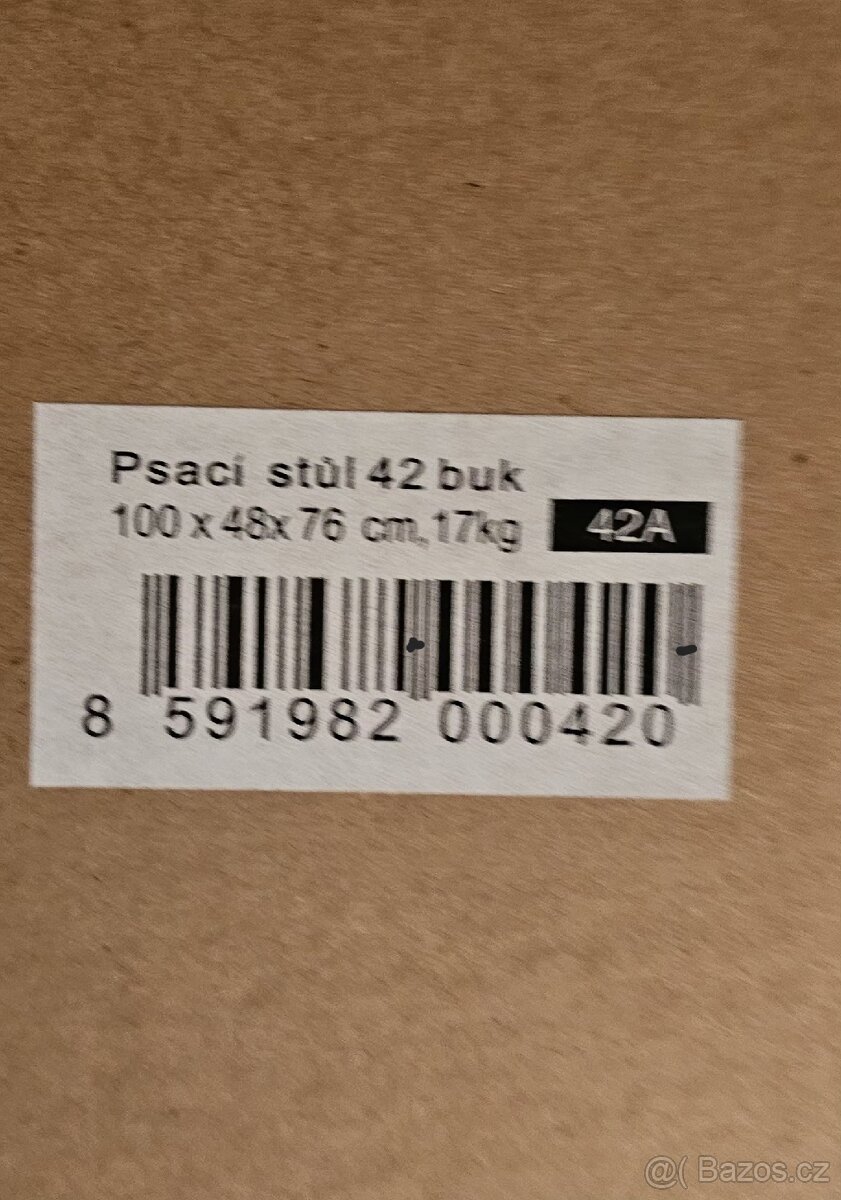 Psací stůl 42 buk
100 x 48x 76 cm, 17kg
42A
8 591982 000420
@( Bazos.cz